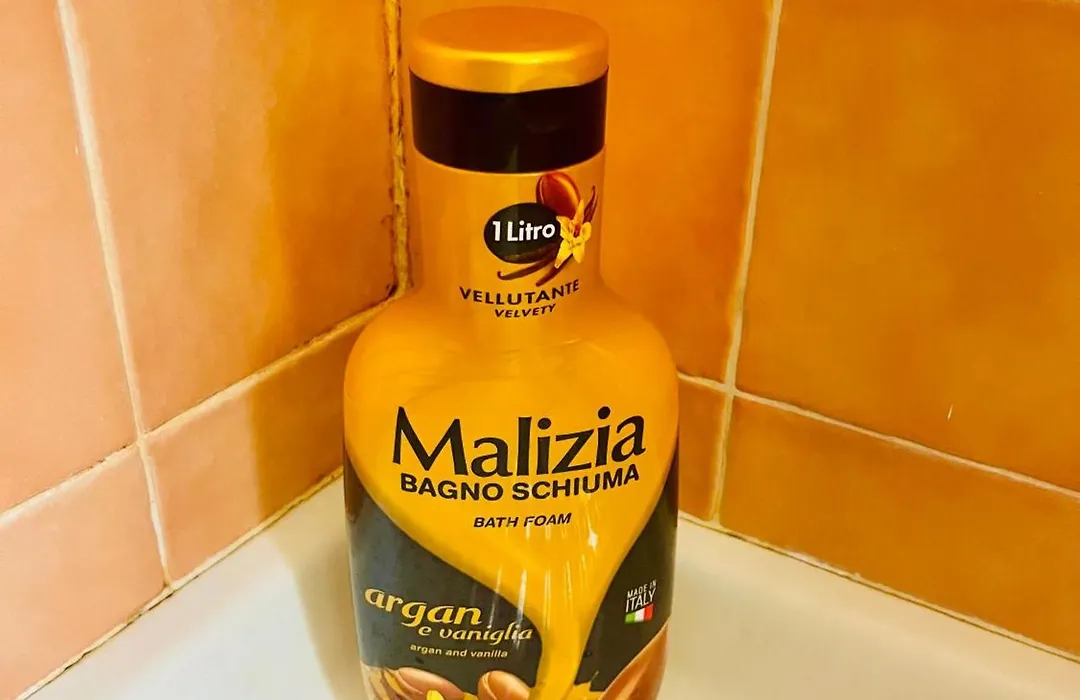 1 Litro
VELLUTANTE
VELVETY
Malizia
BAGNO SCHIUMA
BATH FOAM
MADE IN
ITALY
argan
e vaniglia
argan and vanilla